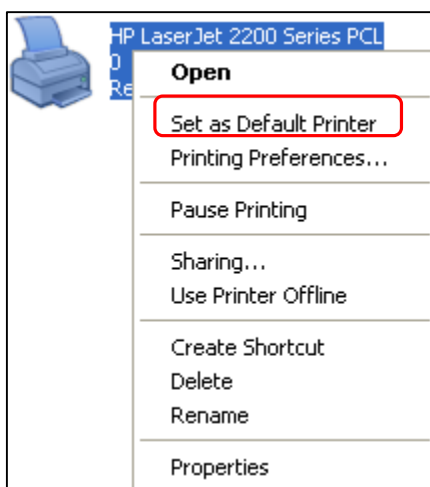 HP LaserJet 2200 Series PCL
0
Re
Open
Set as Default Printer
Printing Preferences...
Pause Printing
Sharing...
Use Printer Offline
Create Shortcut
Delete
Rename
Properties